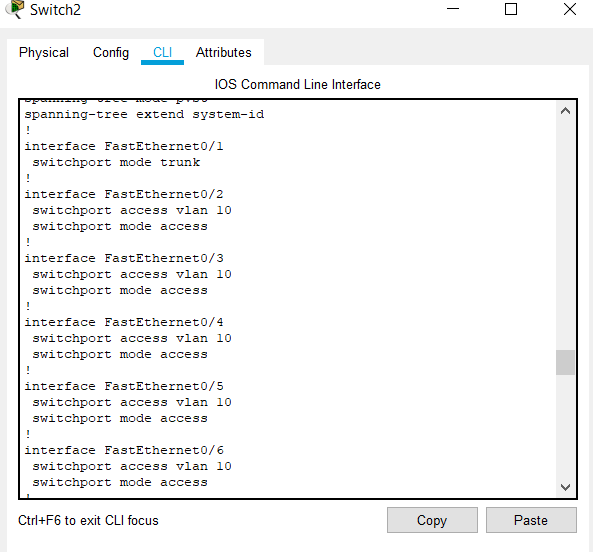 Switch2
Physical Config CLI Attributes
IOS Command Line Interface
spanning-tree mode pvst
spanning-tree extend system-id
!
interface FastEthernet0/1
switchport mode trunk
!
interface FastEthernet0/2
switchport access vlan 10
switchport mode access
!
interface FastEthernet0/3
switchport access vlan 10
switchport mode access
!
interface FastEthernet0/4
switchport access vlan 10
switchport mode access
!
interface FastEthernet0/5
switchport access vlan 10
switchport mode access
!
interface FastEthernet0/6
switchport access vlan 10
switchport mode access
!
Ctrl+F6 to exit CLI focus Copy Paste